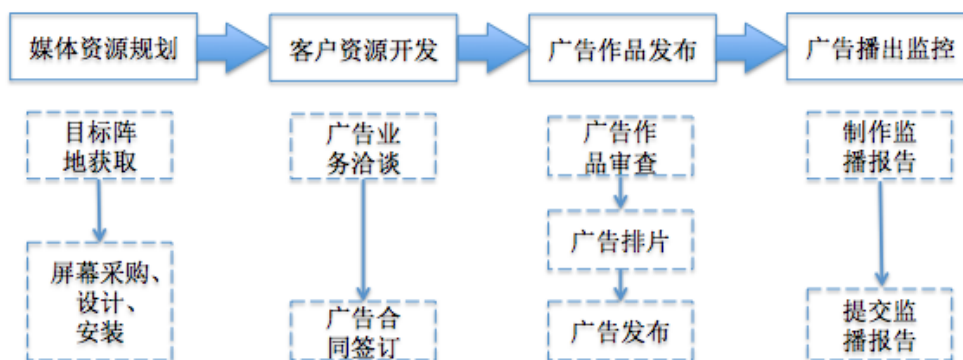 媒体资源规划
客户资源开发
广告作品发布
广告播出监控
目标阵
地获取
屏幕采购、
设计、
安装
广告业
务洽谈
广告合
同签订
广告作
品审查
广告排片
广告发布
制作监
播报告
提交监
播报告